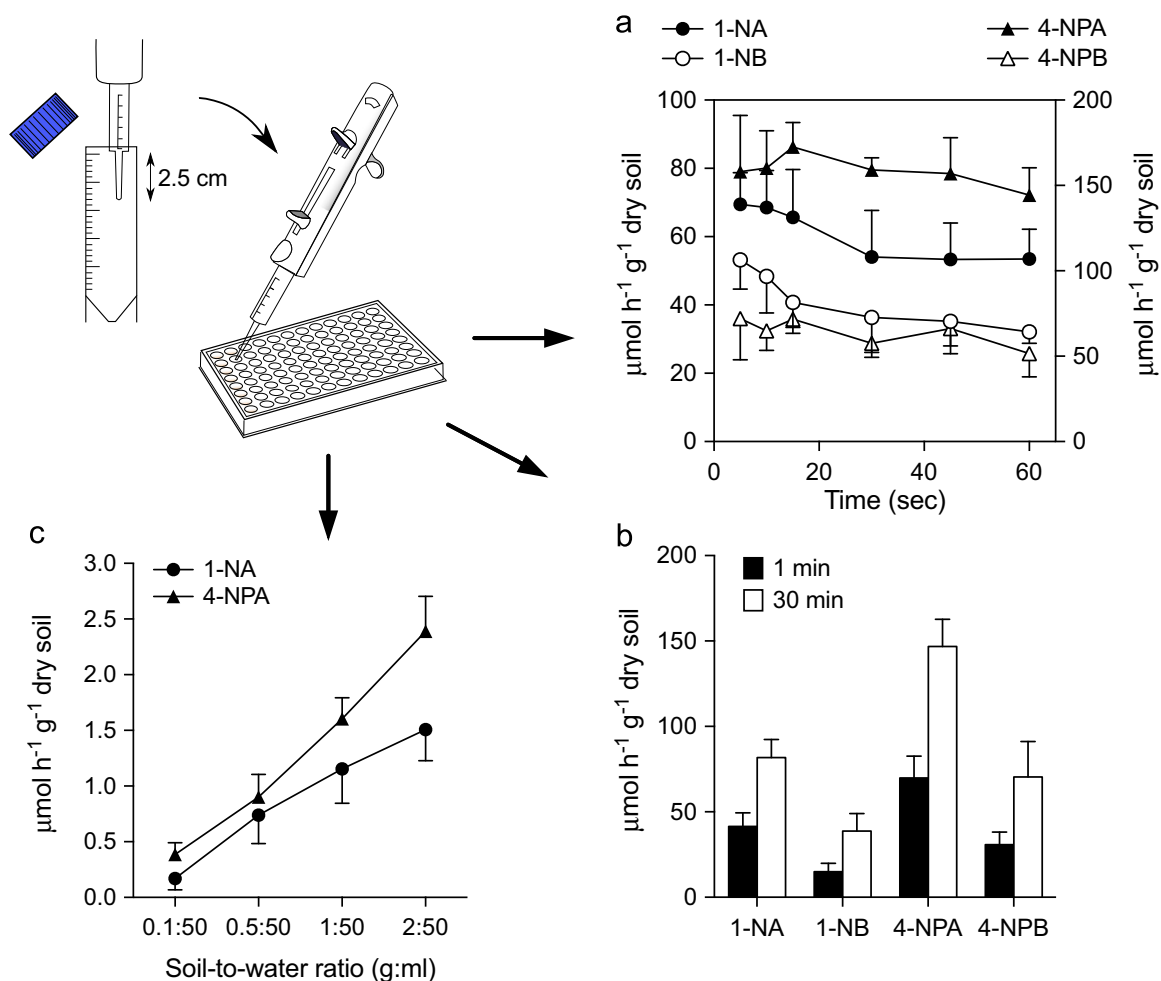 2.5 cm
a
1-NA
1-NB
4-NPA
4-NPB
100
80
60
40
20
0
µmol h⁻¹ g⁻¹ dry soil
200
150
100
50
0
µmol h⁻¹ g⁻¹ dry soil
0 20 40 60
Time (sec)
c
1-NA
4-NPA
3.0
2.5
2.0
1.5
1.0
0.5
0.0
µmol h⁻¹ g⁻¹ dry soil
0.1:50 0.5:50 1:50 2:50
Soil-to-water ratio (g:ml)
b
1 min
30 min
200
150
100
50
0
µmol h⁻¹ g⁻¹ dry soil
1-NA 1-NB 4-NPA 4-NPB